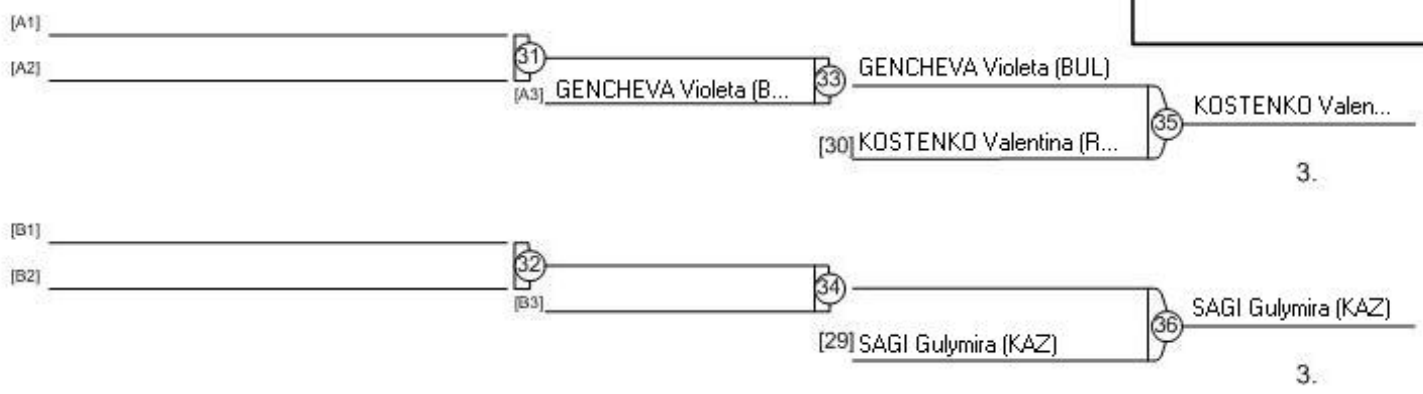 [A1]
[A2]
31
[A3] GENCHEVA Violeta (B...
33
GENCHEVA Violeta (BUL)
[30] KOSTENKO Valentina (R...
35
KOSTENKO Valen...
3.
[B1]
[B2]
32
[B3]
34
[29] SAGI Gulymira (KAZ)
36
SAGI Gulymira (KAZ)
3.